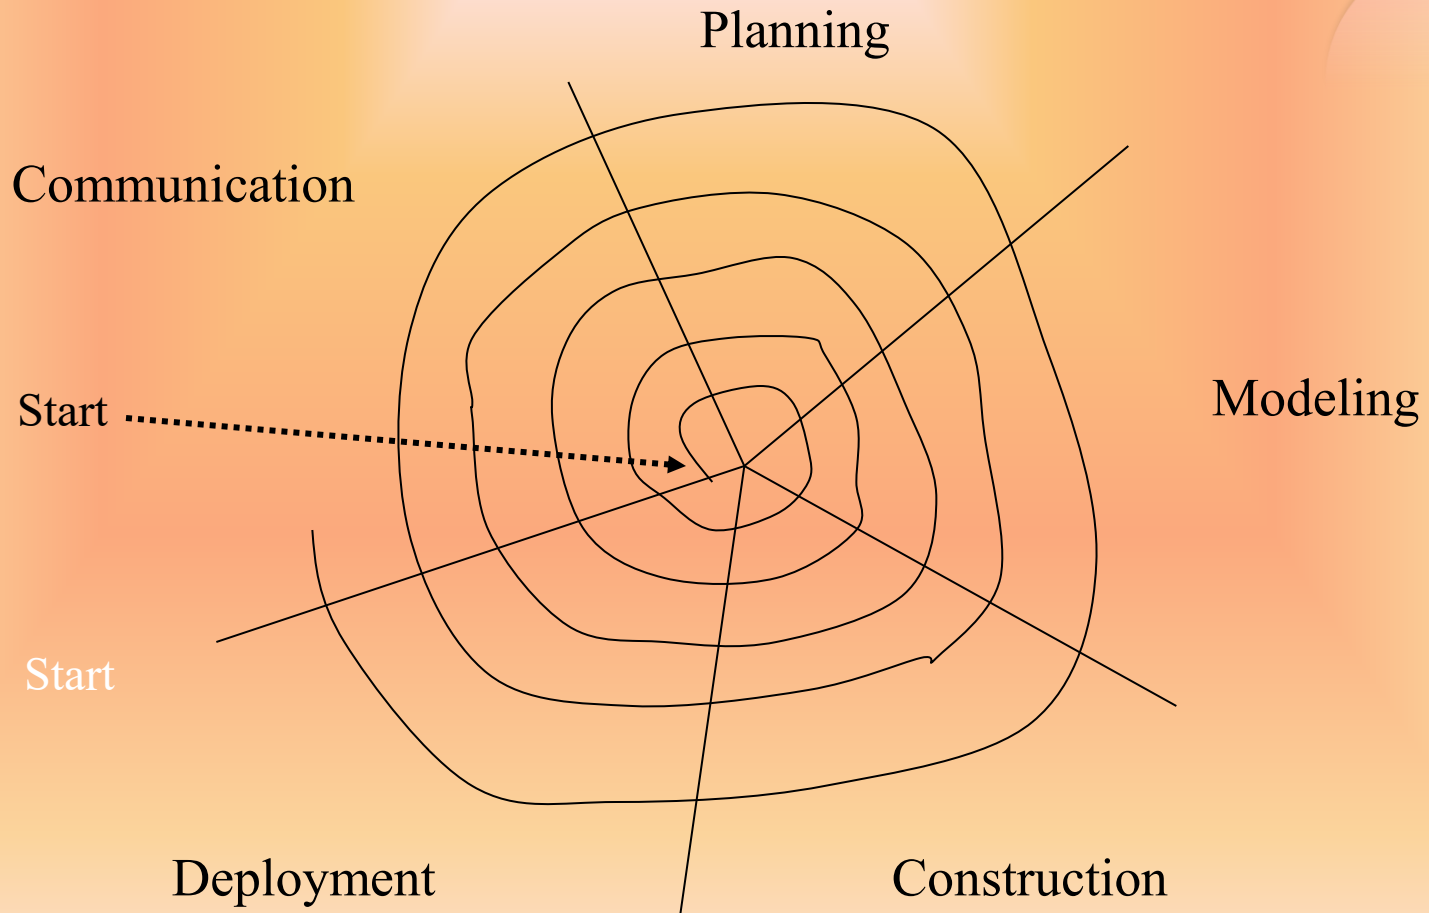 Planning
Communication
Start
Modeling
Start
Deployment
Construction